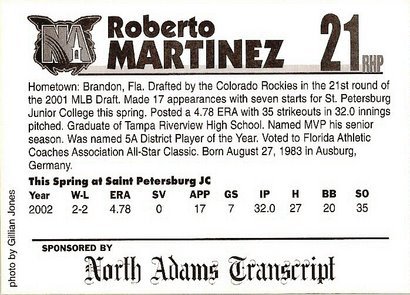 NA
Roberto
MARTINEZ
21
RHP
Hometown: Brandon, Fla. Drafted by the Colorado Rockies in the 21st round of
the 2001 MLB Draft. Made 17 appearances with seven starts for St. Petersburg
Junior College this spring. Posted a 4.78 ERA with 35 strikeouts in 32.0 innings
pitched. Graduate of Tampa Riverview High School. Named MVP his senior
season. Was named 5A District Player of the Year. Voted to Florida Athletic
Coaches Association All-Star Classic. Born August 27, 1983 in Ausburg,
Germany.
This Spring at Saint Petersburg JC
Year W-L ERA SV APP GS IP H BB SO
2002 2-2 4.78 0 17 7 32.0 27 20 35
SPONSORED BY
North Adams Transcript
photo by Gillian Jones